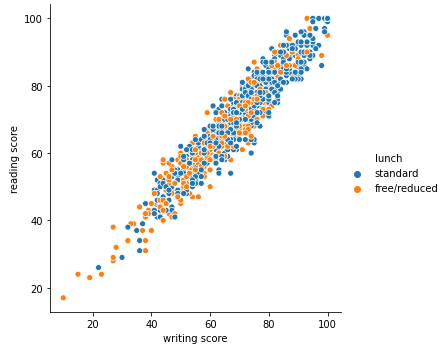 100
80
60
40
20
reading score
20
40
60
80
100
writing score
lunch
standard
free/reduced